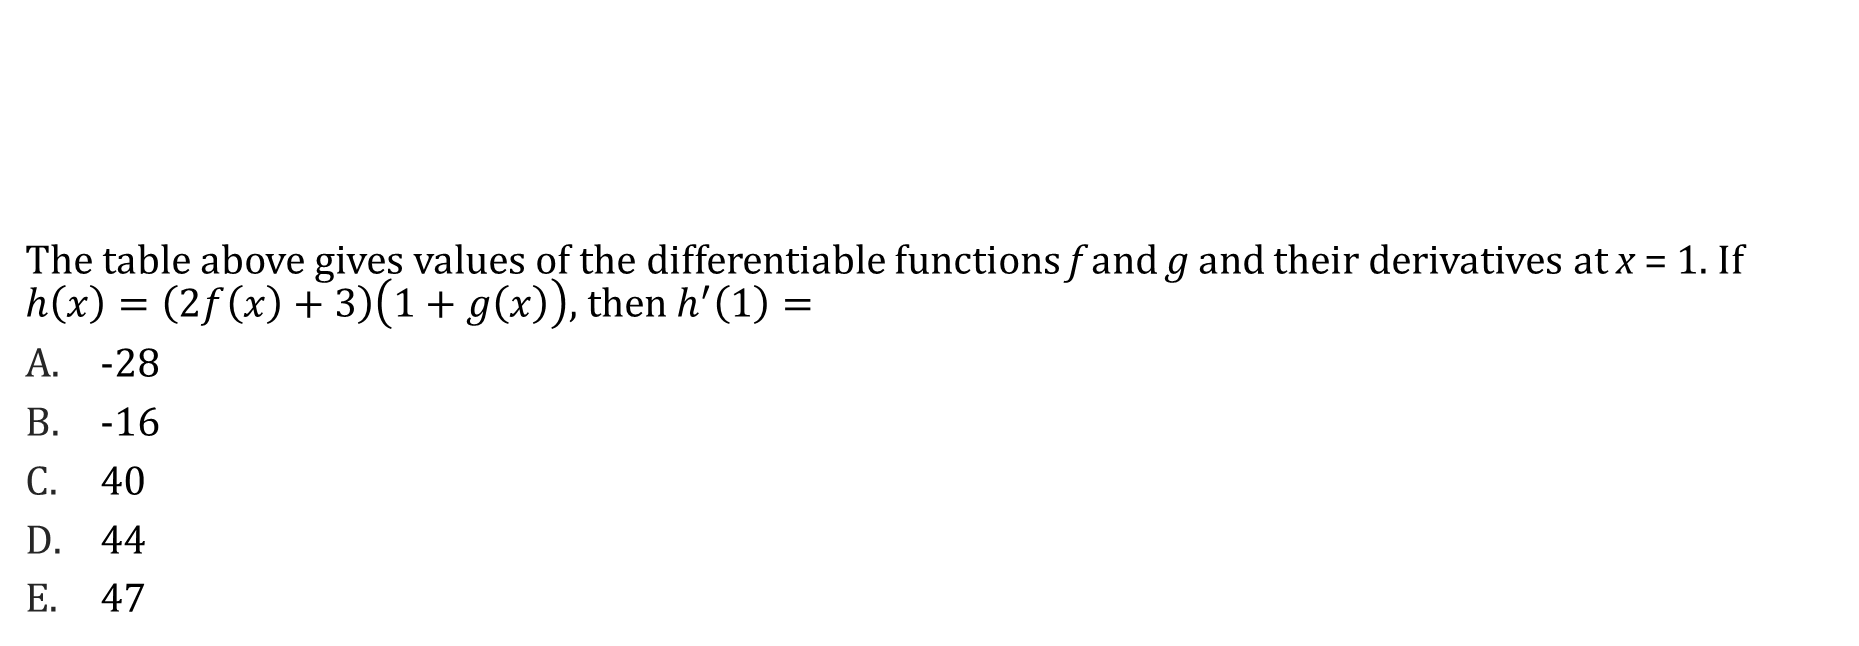 The table above gives values of the differentiable functions f and g and their derivatives at x = 1. If
h(x) = (2f(x) + 3)(1 + g(x)), then h′(1) =
A. -28
B. -16
C. 40
D. 44
E. 47